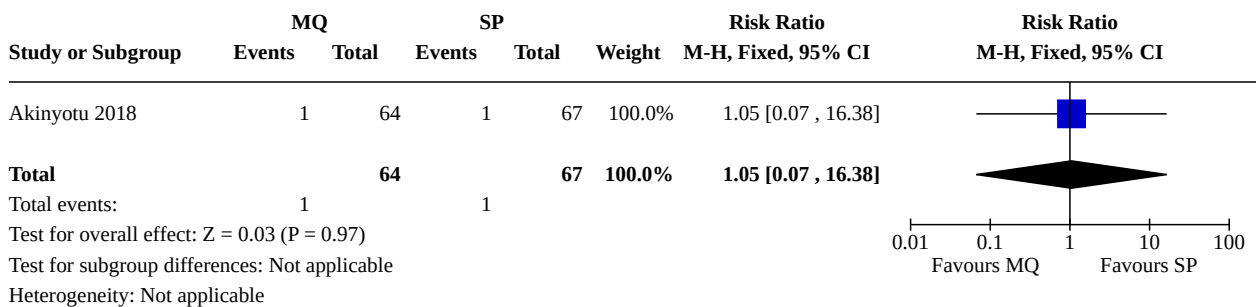 MQ SP Risk Ratio Risk Ratio
Study or Subgroup Events Total Events Total Weight M-H, Fixed, 95% CI M-H, Fixed, 95% CI
Akinyotu 2018 1 64 1 67 100.0% 1.05 [0.07 , 16.38]
Total 64 67 100.0% 1.05 [0.07 , 16.38]
Total events: 1 1
Test for overall effect: Z = 0.03 (P = 0.97)
0.01 0.1 1 10 100
Test for subgroup differences: Not applicable
Favours MQ Favours SP
Heterogeneity: Not applicable